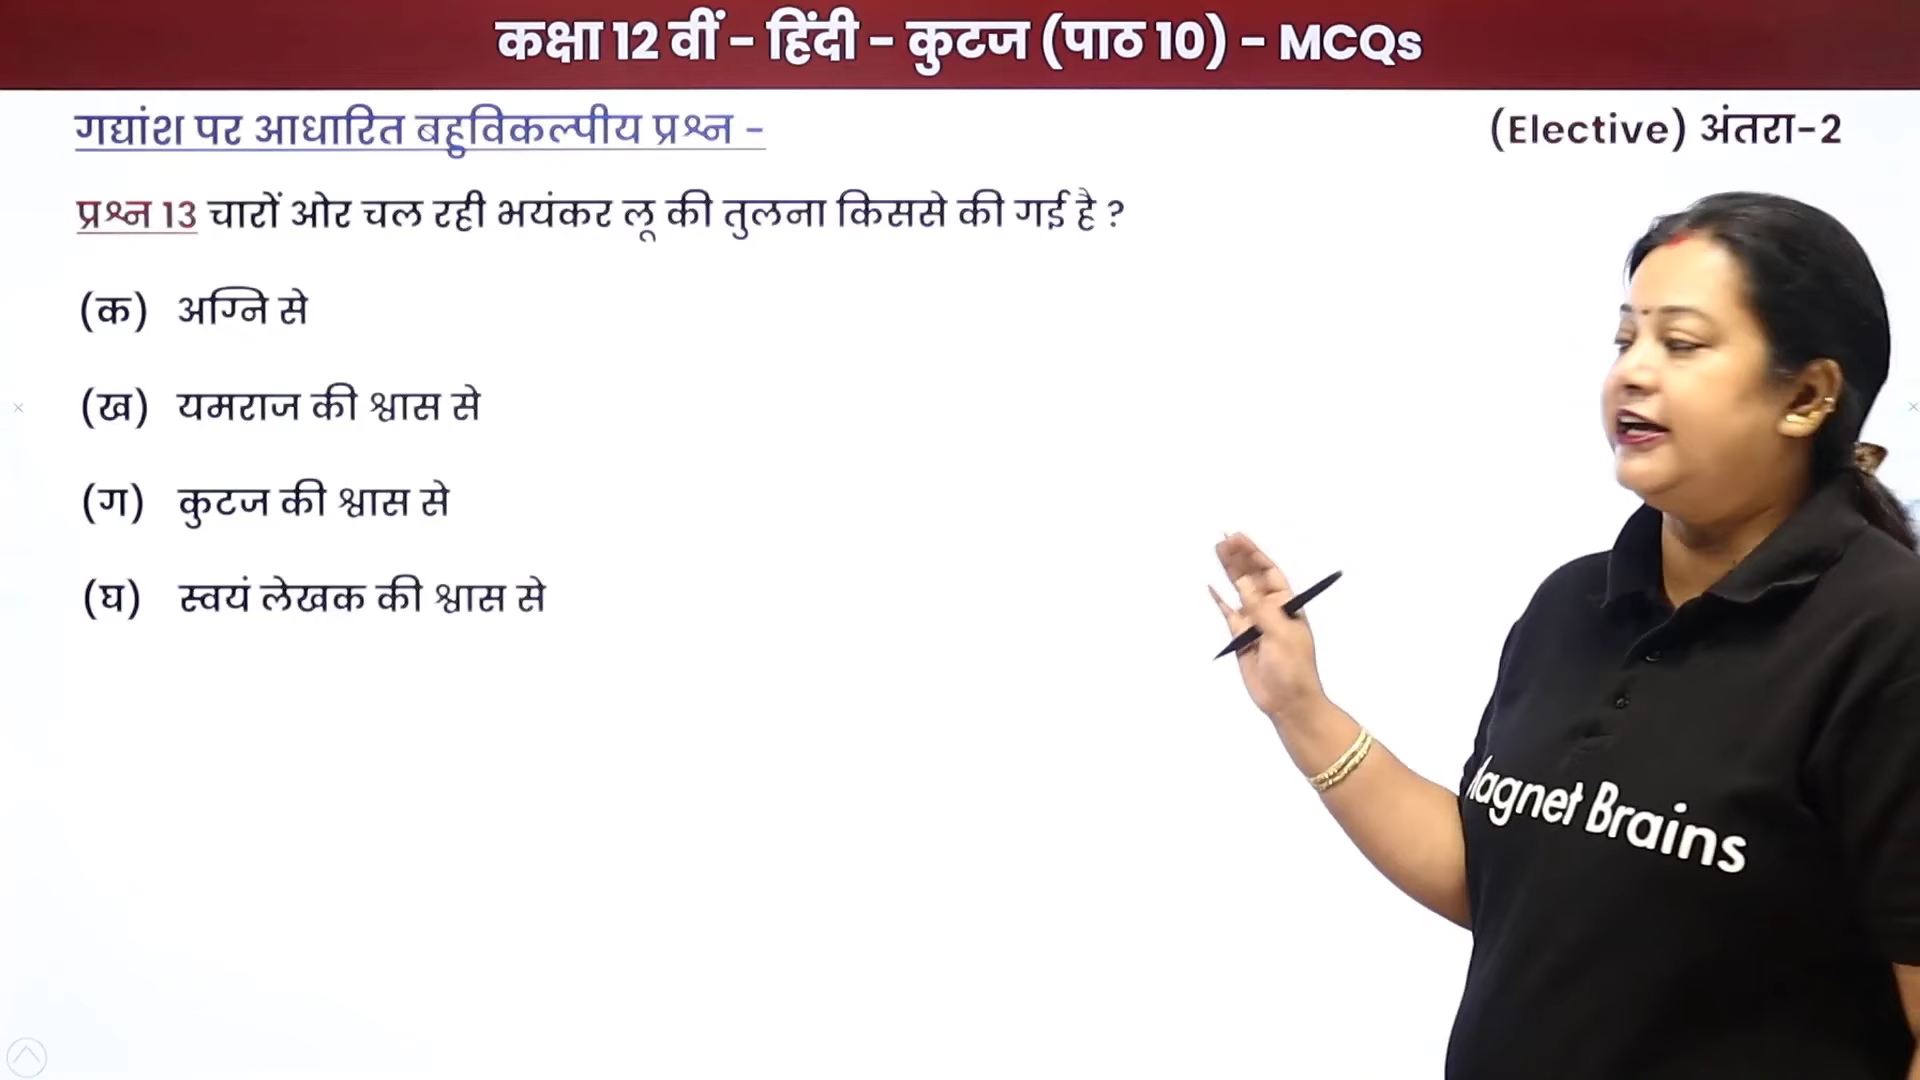 कक्षा 12 वीं - हिंदी - कुटज (पाठ 10) - MCQs
गद्यांश पर आधारित बहुविकल्पीय प्रश्न -
(Elective) अंतरा-2
प्रश्न 13 चारों ओर चल रही भयंकर लू की तुलना किससे की गई है ?
(क) अग्नि से
(ख) यमराज की श्वास से
(ग) कुटज की श्वास से
(घ) स्वयं लेखक की श्वास से
Magnet Brains